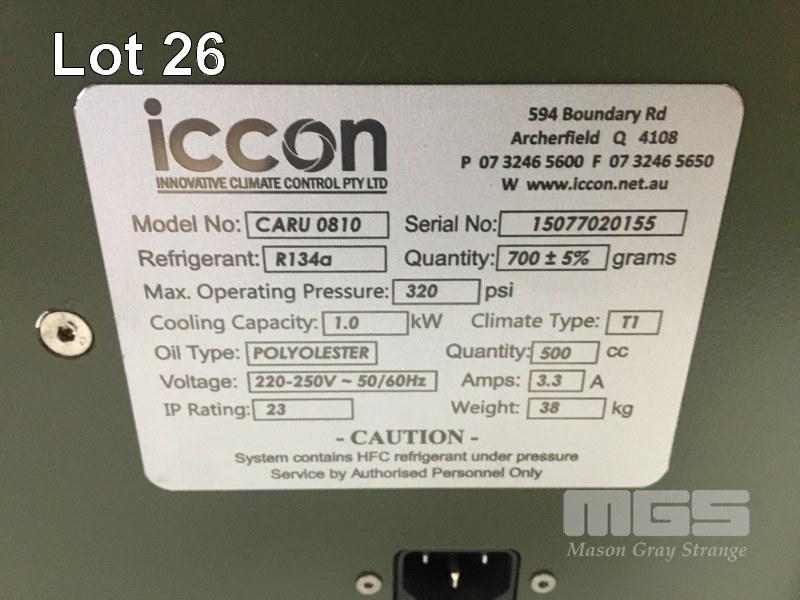 Lot 26
iccon
INNOVATIVE CLIMATE CONTROL PTY LTD
594 Boundary Rd
Archerfield Q 4108
P 07 3246 5600 F 07 3246 5650
W www.iccon.net.au
Model No: CARU 0810 Serial No: 15077020155
Refrigerant: R134a Quantity: 700 ± 5% grams
Max. Operating Pressure: 320 psi
Cooling Capacity: 1.0 kW Climate Type: T1
Oil Type: POLYOLESTER Quantity: 500 cc
Voltage: 220-250V ~ 50/60Hz Amps: 3.3 A
IP Rating: 23 Weight: 38 kg
- CAUTION -
System contains HFC refrigerant under pressure
Service by Authorised Personnel Only
MGS
Mason Gray Strange